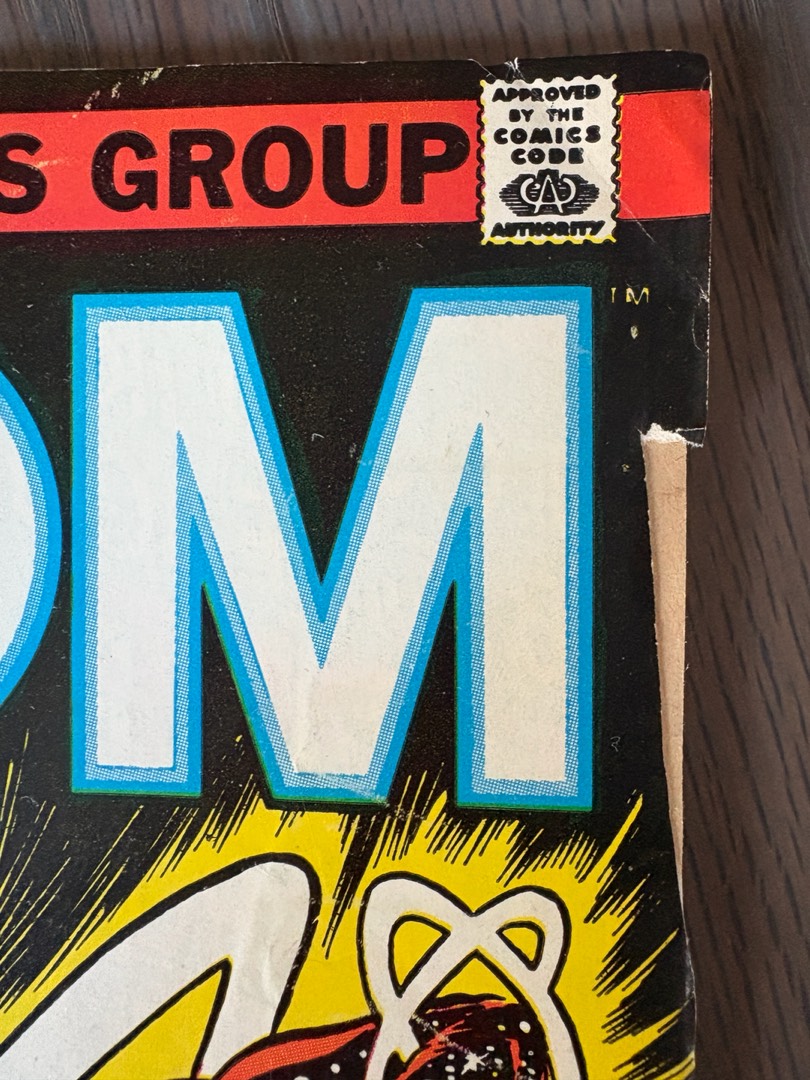 S GROUP
APPROVED
BY THE
COMICS
CODE
CA
AUTHORITY
OM
TM